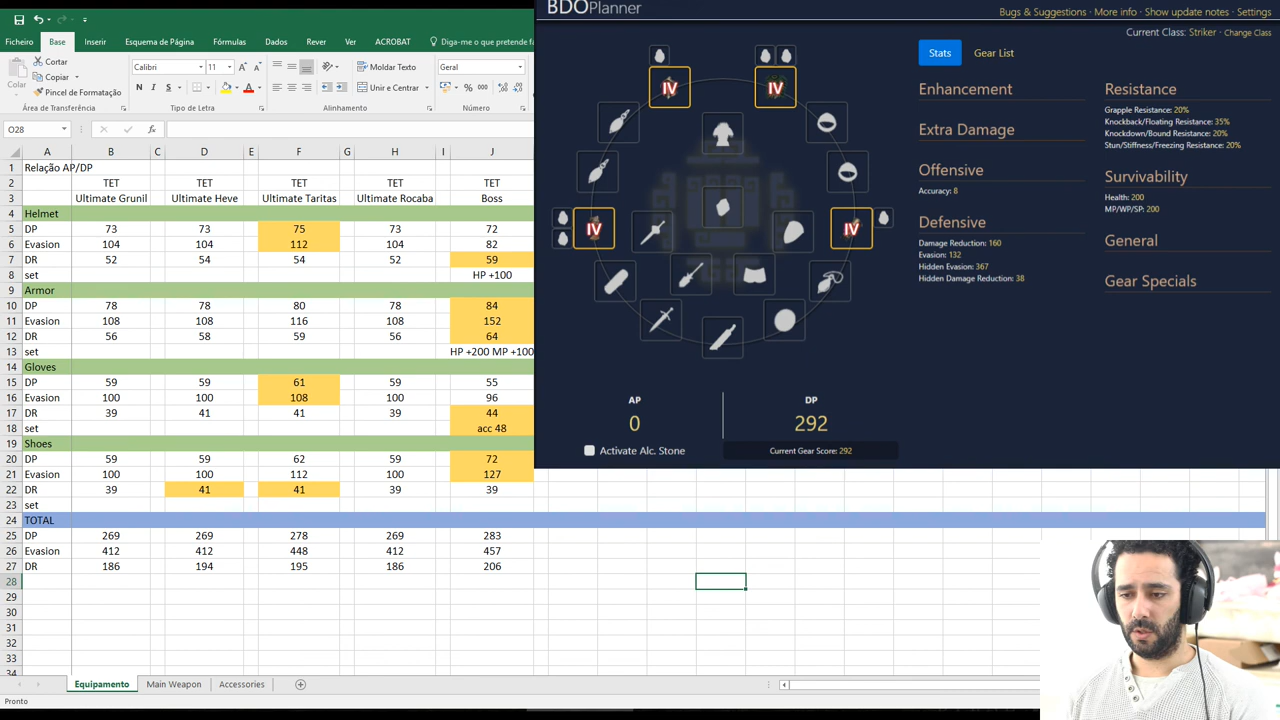 Ficheiro Base Inserir Esquema de Página Fórmulas Dados Rever Ver ACROBAT Diga-me o que pretende f
Colar
Cortar
Copiar
Pincel de Formatação
Calibri 11
N I S
Moldar Texto
Unir e Centrar
Geral
% 000
Área de Transferência Tipo de Letra Alinhamento Número
O28 fx
A B C D E F G H I J
1 Relação AP/DP
2 TET TET TET TET TET
3 Ultimate Grunil Ultimate Heve Ultimate Taritas Ultimate Rocaba Boss
4 Helmet
5 DP 73 73 75 73 72
6 Evasion 104 104 112 104 82
7 DR 52 54 54 52 59
8 set HP +100
9 Armor
10 DP 78 78 80 78 84
11 Evasion 108 108 116 108 152
12 DR 56 58 59 56 64
13 set HP +200 MP +100
14 Gloves
15 DP 59 59 61 59 55
16 Evasion 100 100 108 100 96
17 DR 39 41 41 39 44
18 set acc 48
19 Shoes
20 DP 59 59 62 59 72
21 Evasion 100 100 112 100 127
22 DR 39 41 41 39 39
23 set
24 TOTAL
25 DP 269 269 278 269 283
26 Evasion 412 412 448 412 457
27 DR 186 194 195 186 206
28
29
30
31
32
33
34
Equipamento Main Weapon Accessories
Pronto
BDOPlanner
Bugs & Suggestions · More info · Show update notes · Settings
Current Class: Striker · Change Class
IV
IV
IV
IV
AP
0
DP
292
Activate Alc. Stone
Current Gear Score: 292
Stats Gear List
Enhancement
Extra Damage
Offensive
Accuracy: 8
Defensive
Damage Reduction: 160
Evasion: 132
Hidden Evasion: 367
Hidden Damage Reduction: 38
Resistance
Grapple Resistance: 20%
Knockback/Floating Resistance: 35%
Knockdown/Bound Resistance: 20%
Stun/Stiffness/Freezing Resistance: 20%
Survivability
Health: 200
MP/WP/SP: 200
General
Gear Specials